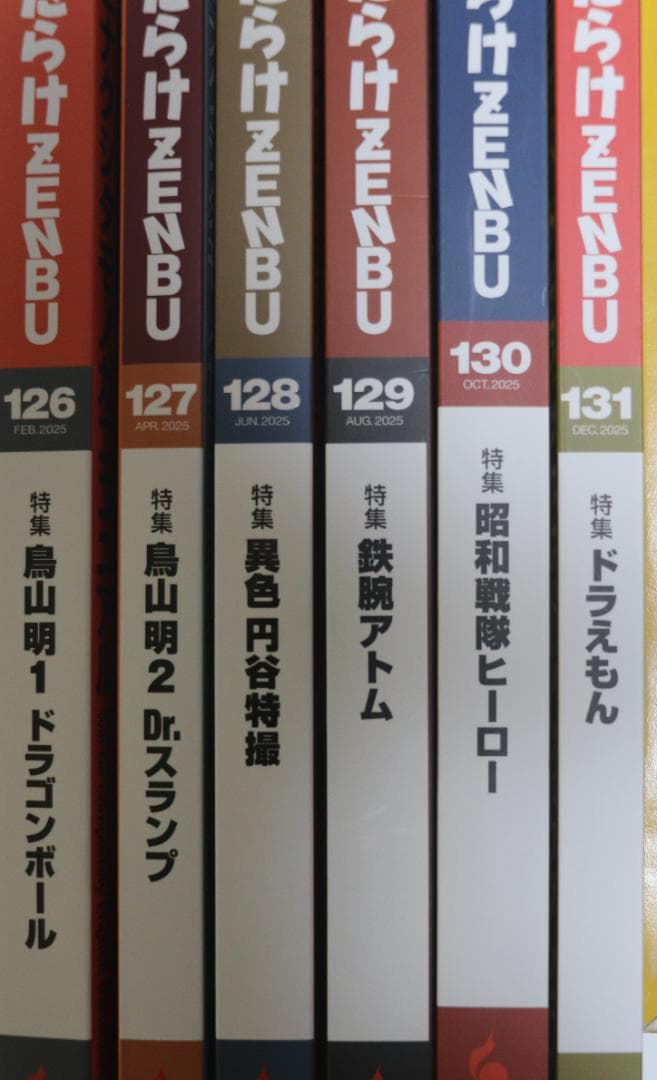 だらけZENBU
126
FEB.2025
特集
鳥山 明1 ドラゴンボール
らけZENBU
127
APR.2025
特集
鳥山 明2 Dr.スランプ
だらけZENBU
128
JUN.2025
特集
異色 円谷特撮
だらけZENBU
129
AUG.2025
特集
鉄腕アトム
らけZENBU
130
OCT.2025
特集
昭和戦隊ヒーロー
だらけZENBU
131
DEC.2025
特集
ドラえもん